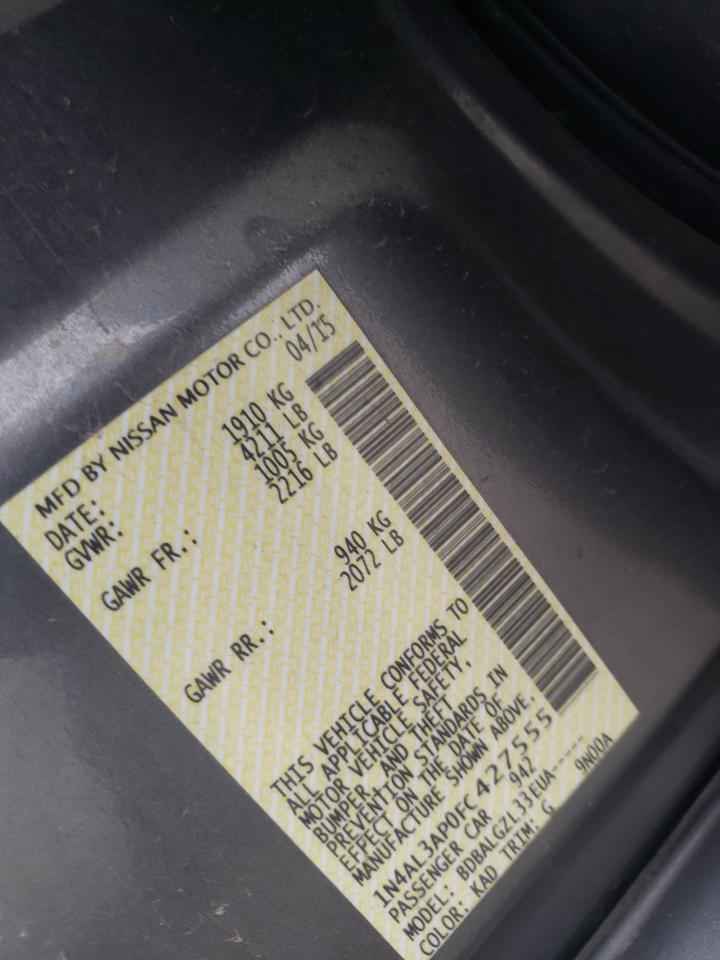 MFD BY NISSAN MOTOR CO., LTD.
DATE: 04/15
GVWR: 1910 KG
4211 LB
GAWR FR.: 1005 KG
2216 LB
GAWR RR.: 940 KG
2072 LB
THIS VEHICLE CONFORMS TO
ALL APPLICABLE FEDERAL
MOTOR VEHICLE SAFETY,
BUMPER, AND THEFT
PREVENTION STANDARDS IN
EFFECT ON THE DATE OF
MANUFACTURE SHOWN ABOVE.
1N4AL3AP0FC427555
PASSENGER CAR 942
MODEL: BDBALGZL33EUA-----
COLOR: KAD TRIM: G 9N00A